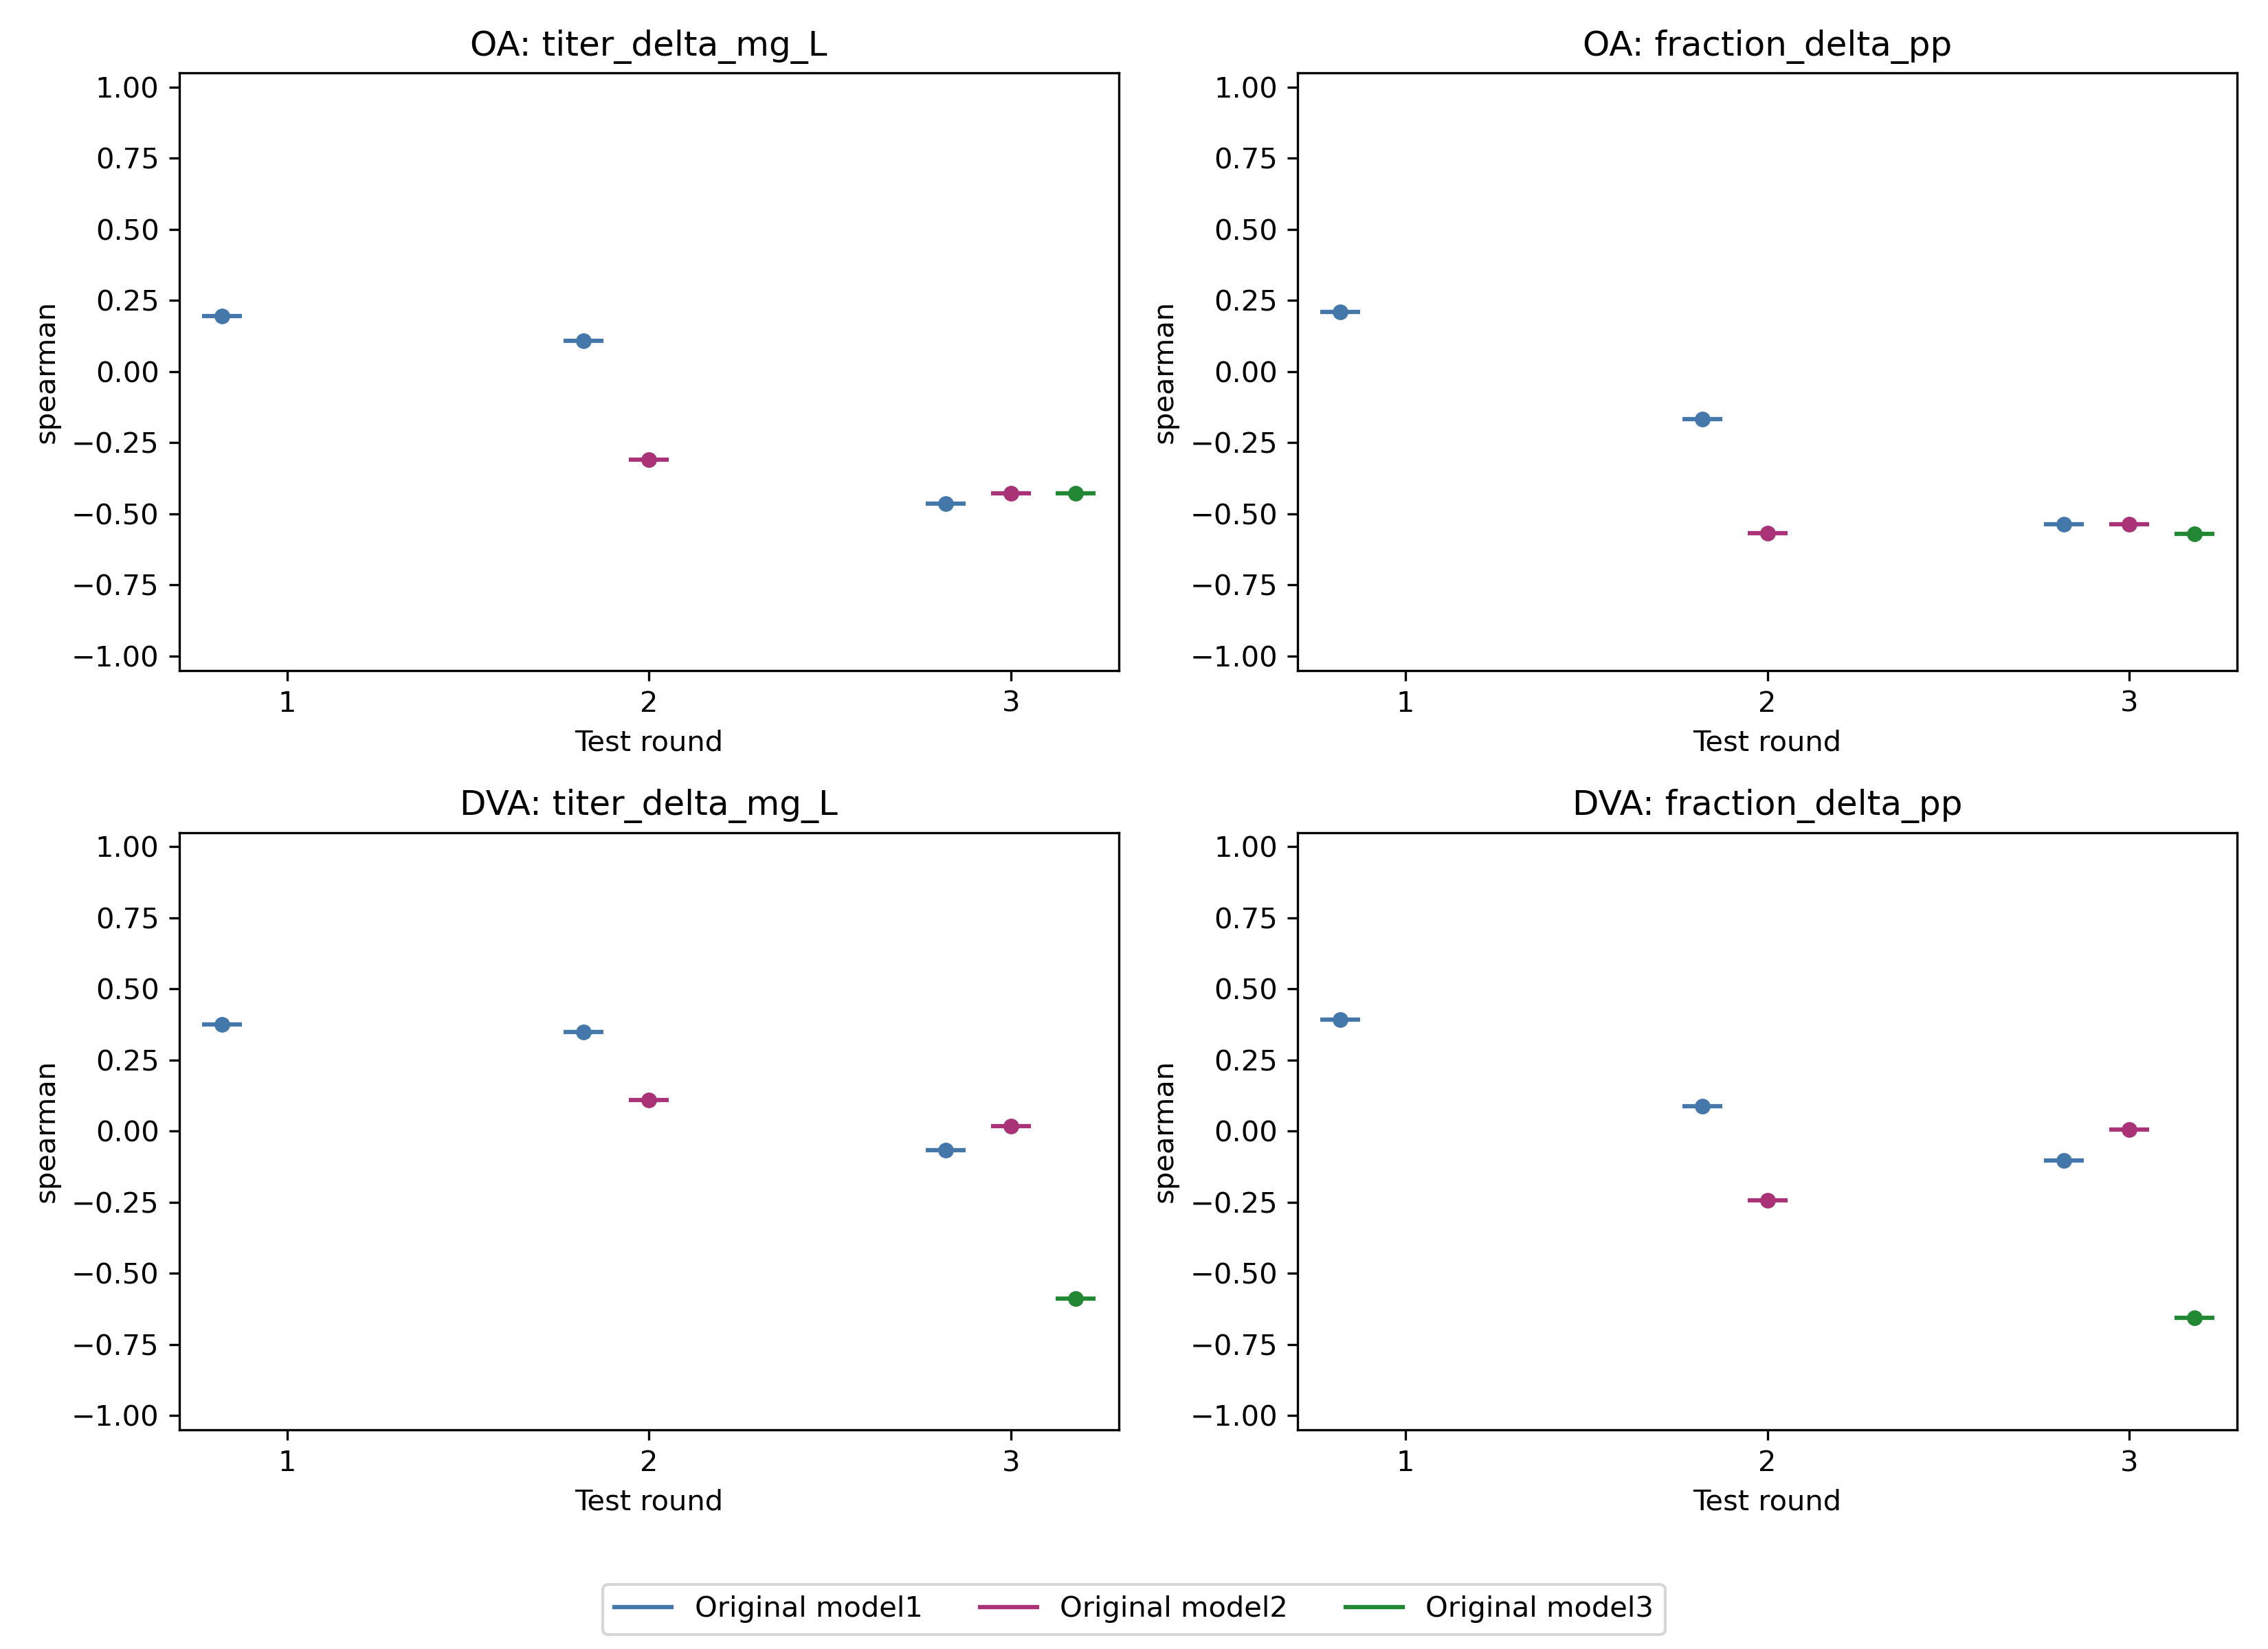 OA: titer_delta_mg_L
1.00
0.75
0.50
0.25
0.00
−0.25
−0.50
−0.75
−1.00
spearman
1 2 3
Test round
OA: fraction_delta_pp
1.00
0.75
0.50
0.25
0.00
−0.25
−0.50
−0.75
−1.00
spearman
1 2 3
Test round
DVA: titer_delta_mg_L
1.00
0.75
0.50
0.25
0.00
−0.25
−0.50
−0.75
−1.00
spearman
1 2 3
Test round
DVA: fraction_delta_pp
1.00
0.75
0.50
0.25
0.00
−0.25
−0.50
−0.75
−1.00
spearman
1 2 3
Test round
Original model1 Original model2 Original model3